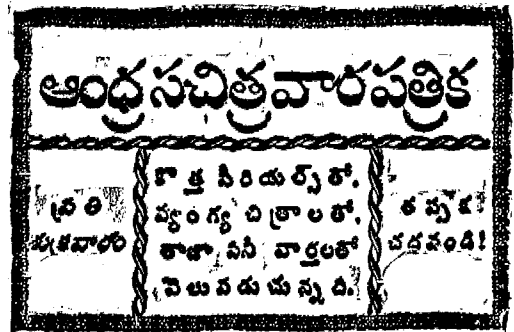 ఆంధ్రసచిత్రవారపత్రిక
ప్రతి
శుక్రవారం
కొత్త సీరియల్స్ తో,
వ్యంగ్య చిత్రాలతో,
తాజా సినీ వార్తలతో
వెలువడుచున్నది.
తప్పక
చదవండి!